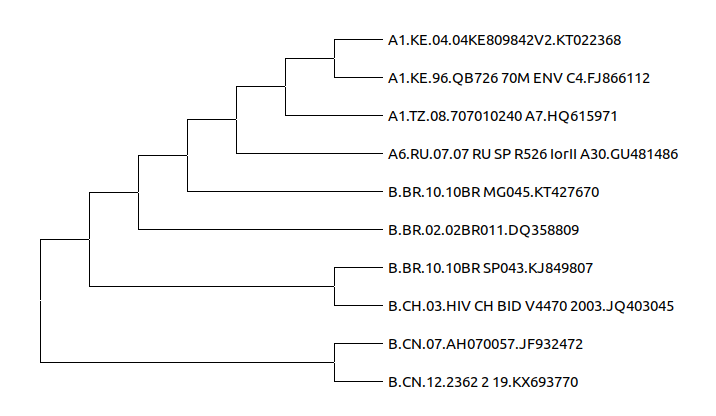 A1.KE.04.04KE809842V2.KT022368
A1.KE.96.QB726 70M ENV C4.FJ866112
A1.TZ.08.707010240 A7.HQ615971
A6.RU.07.07 RU SP R526 IorII A30.GU481486
B.BR.10.10BR MG045.KT427670
B.BR.02.02BR011.DQ358809
B.BR.10.10BR SP043.KJ849807
B.CH.03.HIV CH BID V4470 2003.JQ403045
B.CN.07.AH070057.JF932472
B.CN.12.2362 2 19.KX693770